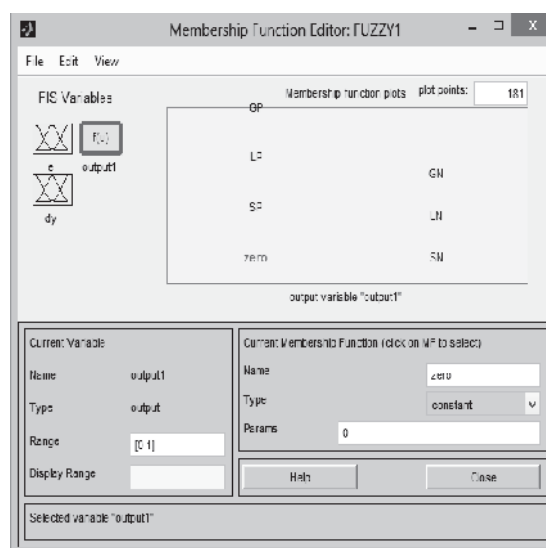 Membership Function Editor: FUZZY1
File Edit View
FIS Variables
Membership function plots plot points: 181
f(u)
e output1
dy
GP
LP
GN
SP
LN
zero
SN
output variable "output1"
Current Variable
Name output1
Type output
Range [0 1]
Display Range
Current Membership Function (click on MF to select)
Name zero
Type constant
Params 0
Help Close
Selected variable "output1"